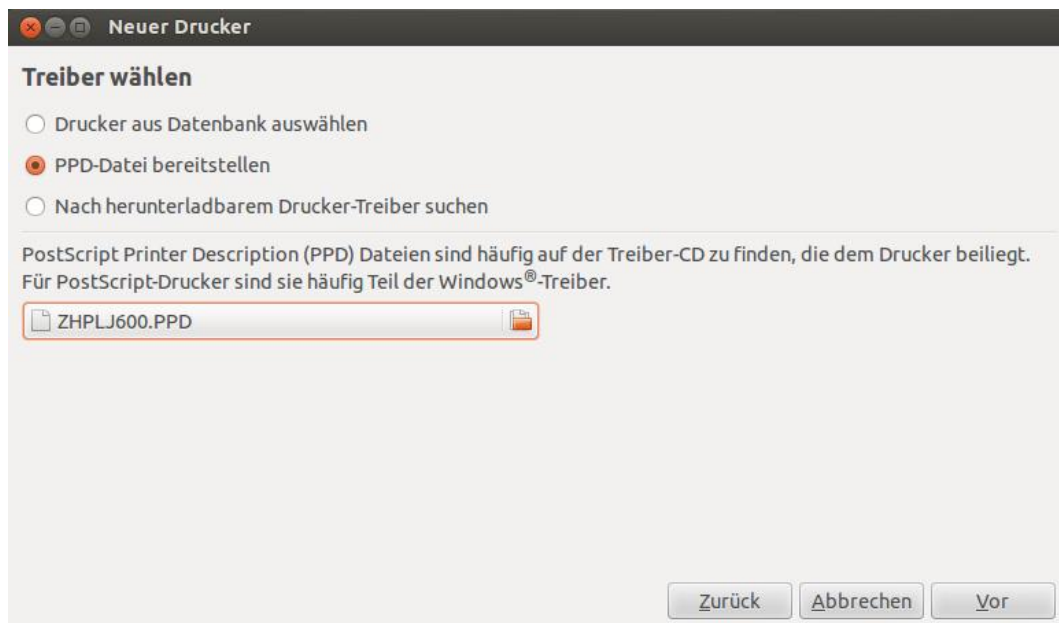 Neuer Drucker
Treiber wählen
Drucker aus Datenbank auswählen
PPD-Datei bereitstellen
Nach herunterladbarem Drucker-Treiber suchen
PostScript Printer Description (PPD) Dateien sind häufig auf der Treiber-CD zu finden, die dem Drucker beiliegt.
Für PostScript-Drucker sind sie häufig Teil der Windows®-Treiber.
ZHPLJ600.PPD
Zurück Abbrechen Vor